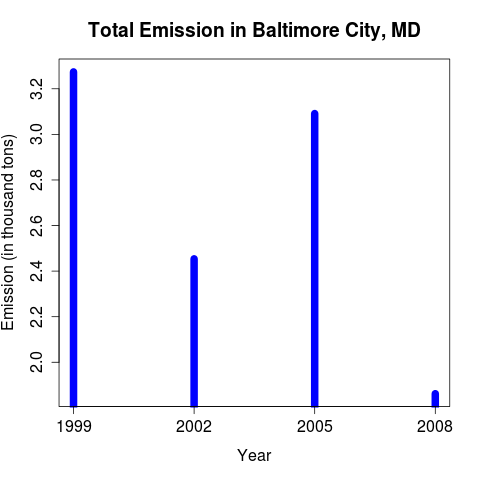 Total Emission in Baltimore City, MD
Emission (in thousand tons)
3.2
3.0
2.8
2.6
2.4
2.2
2.0
1999 2002 2005 2008
Year